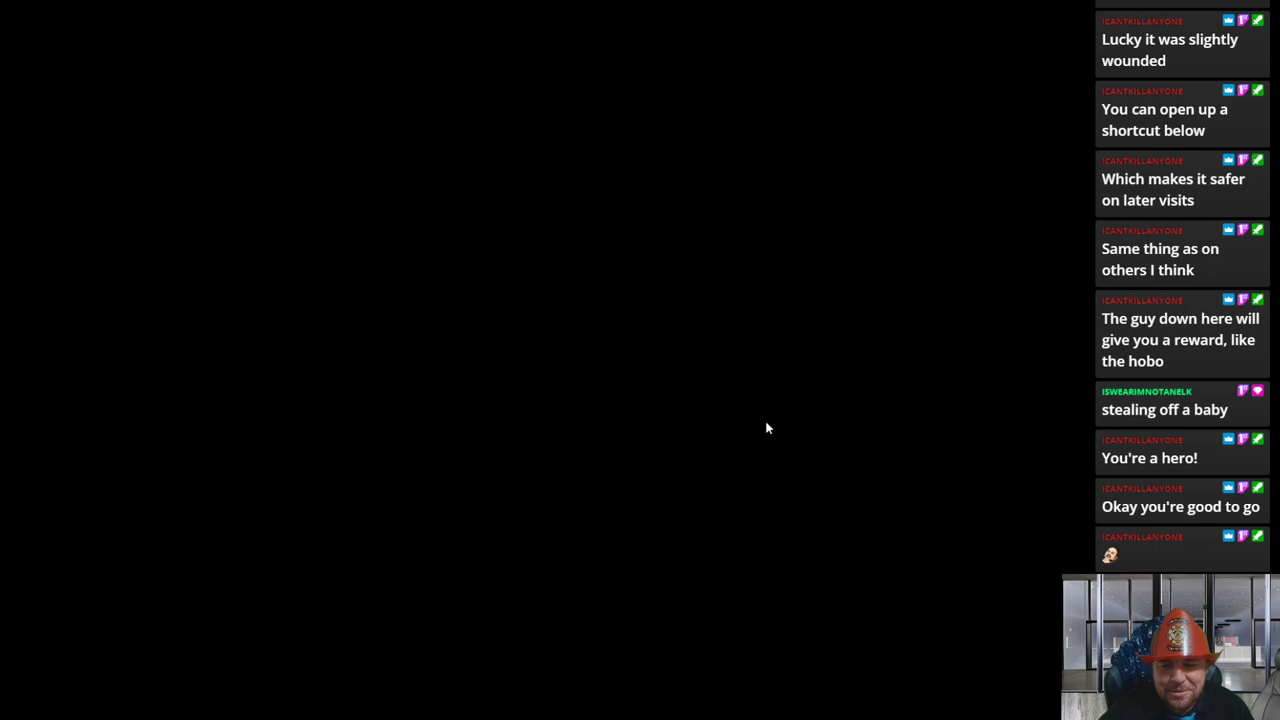 ICANTKILLANYONE
Lucky it was slightly
wounded
ICANTKILLANYONE
You can open up a
shortcut below
ICANTKILLANYONE
Which makes it safer
on later visits
ICANTKILLANYONE
Same thing as on
others I think
ICANTKILLANYONE
The guy down here will
give you a reward, like
the hobo
ISWEARIMNOTANELK
stealing off a baby
ICANTKILLANYONE
You're a hero!
ICANTKILLANYONE
Okay you're good to go
ICANTKILLANYONE